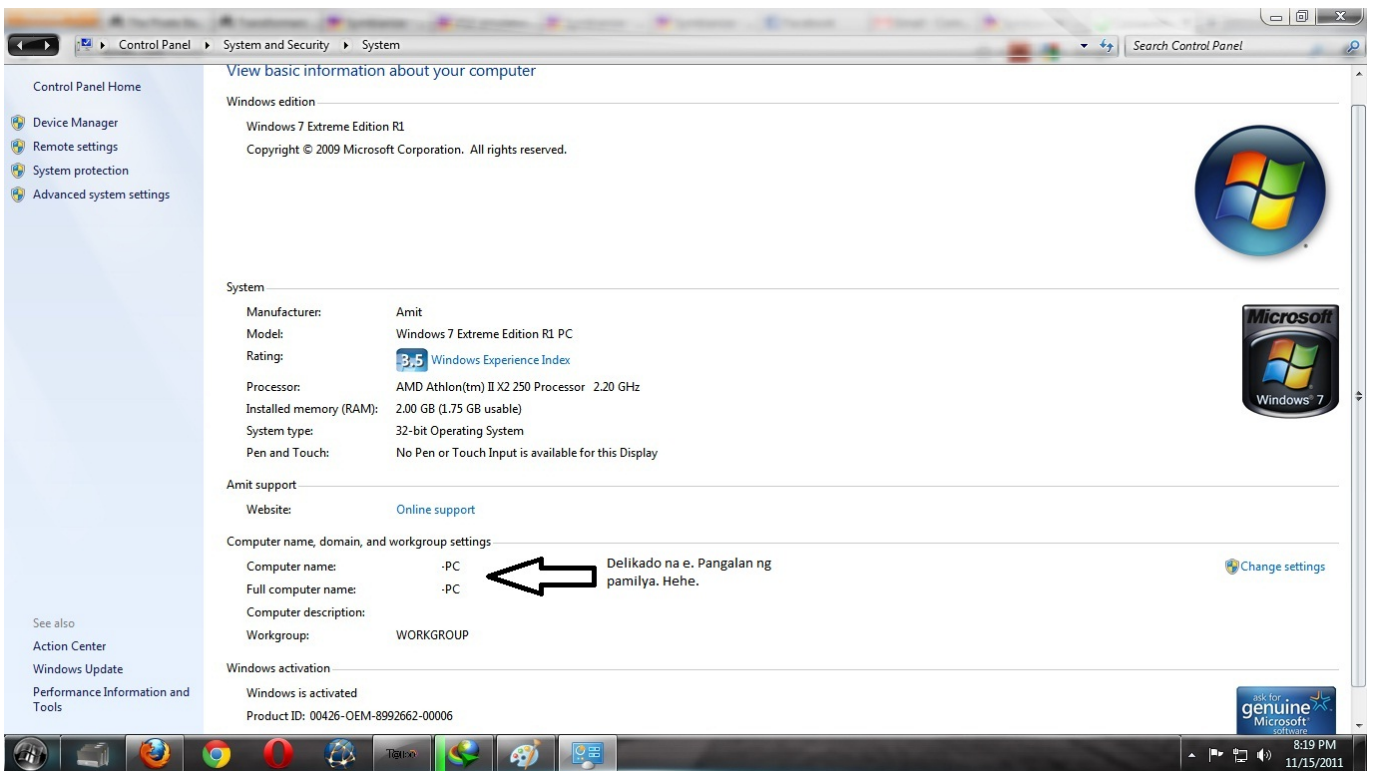 Control Panel System and Security System
Search Control Panel
Control Panel Home
Device Manager
Remote settings
System protection
Advanced system settings
See also
Action Center
Windows Update
Performance Information and
Tools
View basic information about your computer
Windows edition
Windows 7 Extreme Edition R1
Copyright © 2009 Microsoft Corporation. All rights reserved.
System
Manufacturer: Amit
Model: Windows 7 Extreme Edition R1 PC
Rating: 3.5 Windows Experience Index
Processor: AMD Athlon(tm) II X2 250 Processor 2.20 GHz
Installed memory (RAM): 2.00 GB (1.75 GB usable)
System type: 32-bit Operating System
Pen and Touch: No Pen or Touch Input is available for this Display
Microsoft
Windows® 7
Amit support
Website: Online support
Computer name, domain, and workgroup settings
Computer name: -PC
Full computer name: -PC
Computer description:
Workgroup: WORKGROUP
Delikado na e. Pangalan ng
pamilya. Hehe.
Change settings
Windows activation
Windows is activated
Product ID: 00426-OEM-8992662-00006
ask for
genuine
Microsoft
software
8:19 PM
11/15/2011